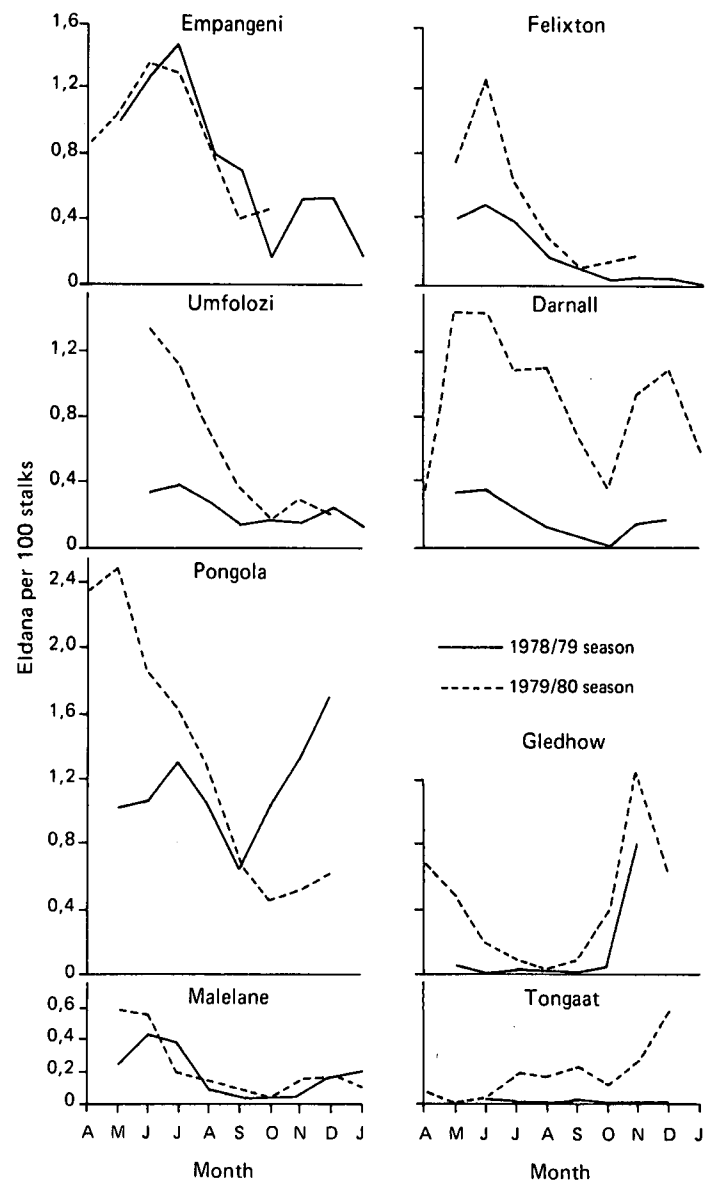 Empangeni
Felixton
1,6
1,2
0,8
0,4
0
Umfolozi
Darnall
1,2
0,8
0,4
0
Eldana per 100 stalks
Pongola
2,4
2,0
1,6
1,2
0,8
0,4
0
1978/79 season
1979/80 season
Gledhow
Malelane
Tongaat
0,6
0,4
0,2
0
A M J J A S O N D J
A M J J A S O N D J
Month
Month